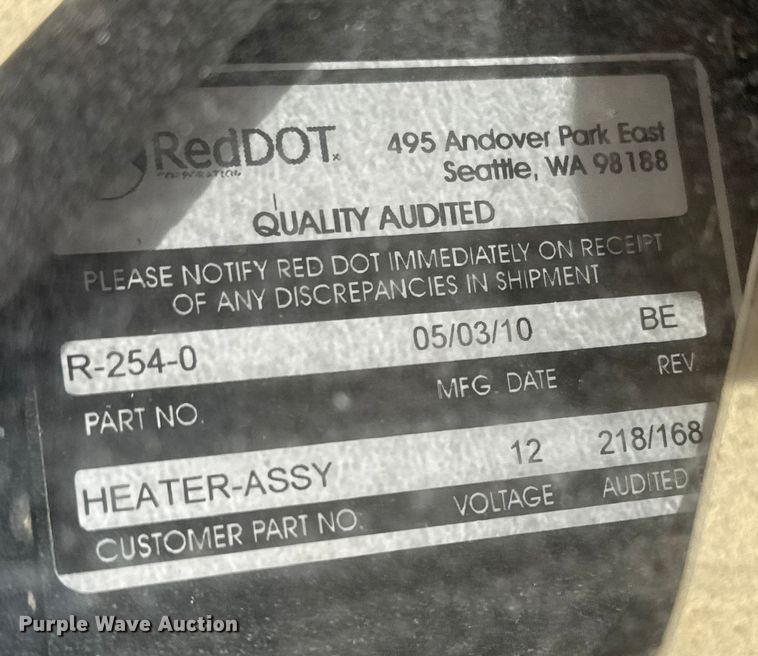 RedDOT
CORPORATION
495 Andover Park East
Seattle, WA 98188
QUALITY AUDITED
PLEASE NOTIFY RED DOT IMMEDIATELY ON RECEIPT
OF ANY DISCREPANCIES IN SHIPMENT
R-254-0 05/03/10 BE
PART NO. MFG. DATE REV.
HEATER-ASSY 12 218/168
CUSTOMER PART NO. VOLTAGE AUDITED
Purple Wave Auction